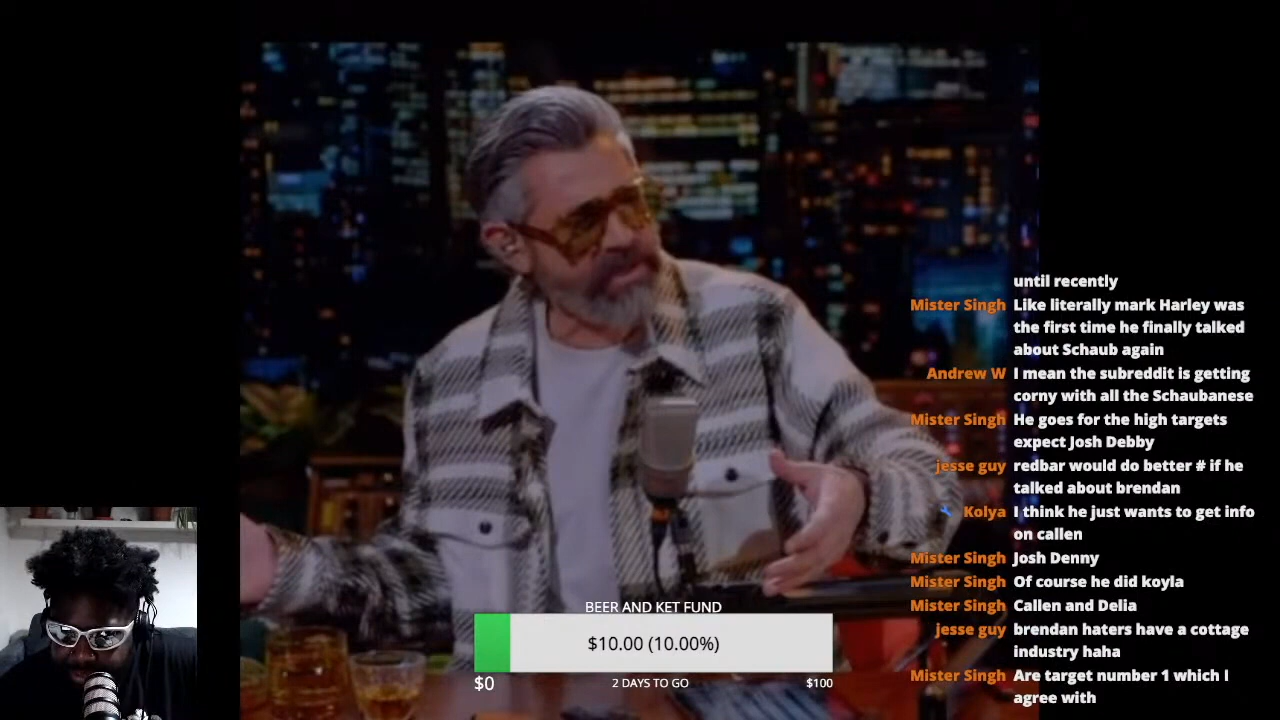 until recently
Mister Singh Like literally mark Harley was
the first time he finally talked
about Schaub again
Andrew W I mean the subreddit is getting
corny with all the Schaubanese
Mister Singh He goes for the high targets
expect Josh Debby
jesse guy redbar would do better # if he
talked about brendan
Kolya I think he just wants to get info
on callen
Mister Singh Josh Denny
Mister Singh Of course he did koyla
Mister Singh Callen and Delia
jesse guy brendan haters have a cottage
industry haha
Mister Singh Are target number 1 which I
agree with
BEER AND KET FUND
$10.00 (10.00%)
$0 2 DAYS TO GO $100